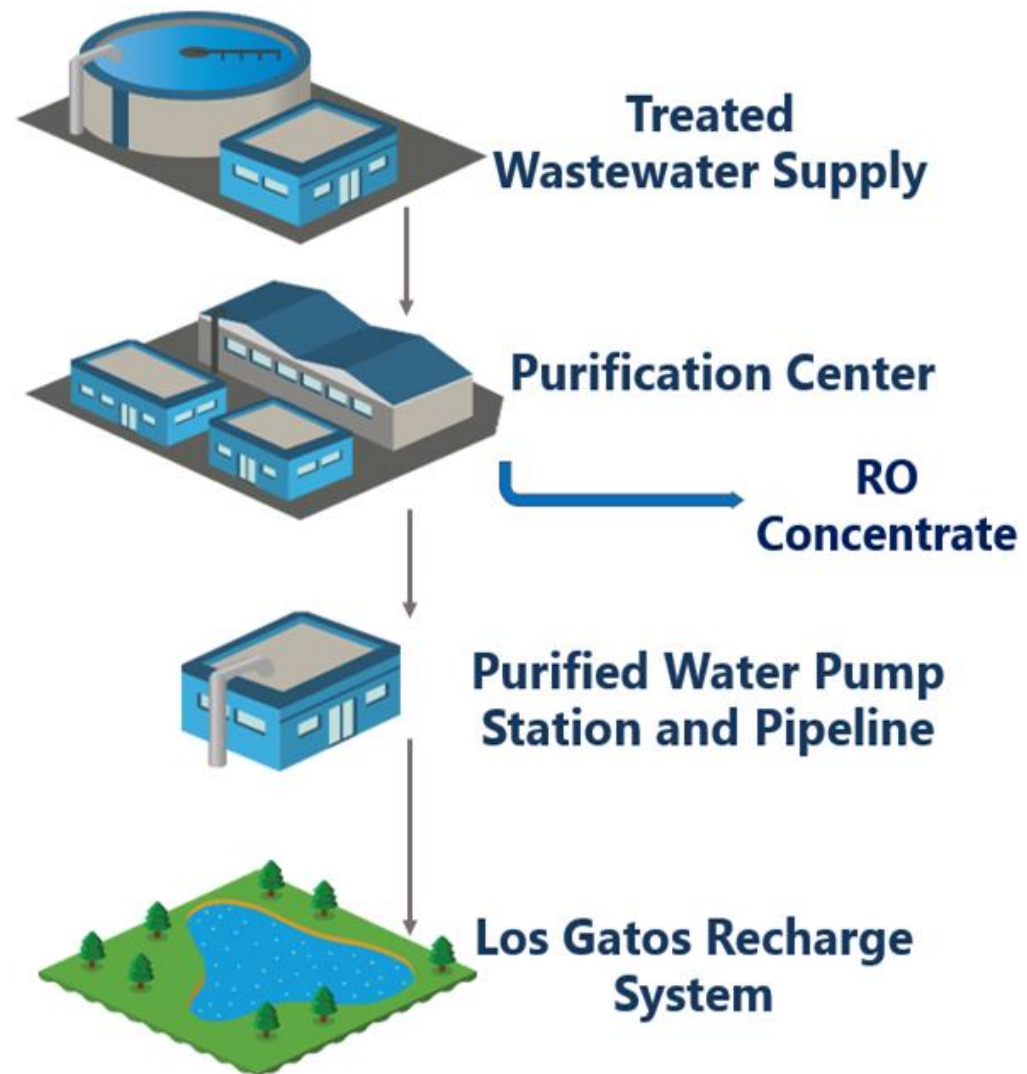 Treated
Wastewater Supply
Purification Center
RO
Concentrate
Purified Water Pump
Station and Pipeline
Los Gatos Recharge
System